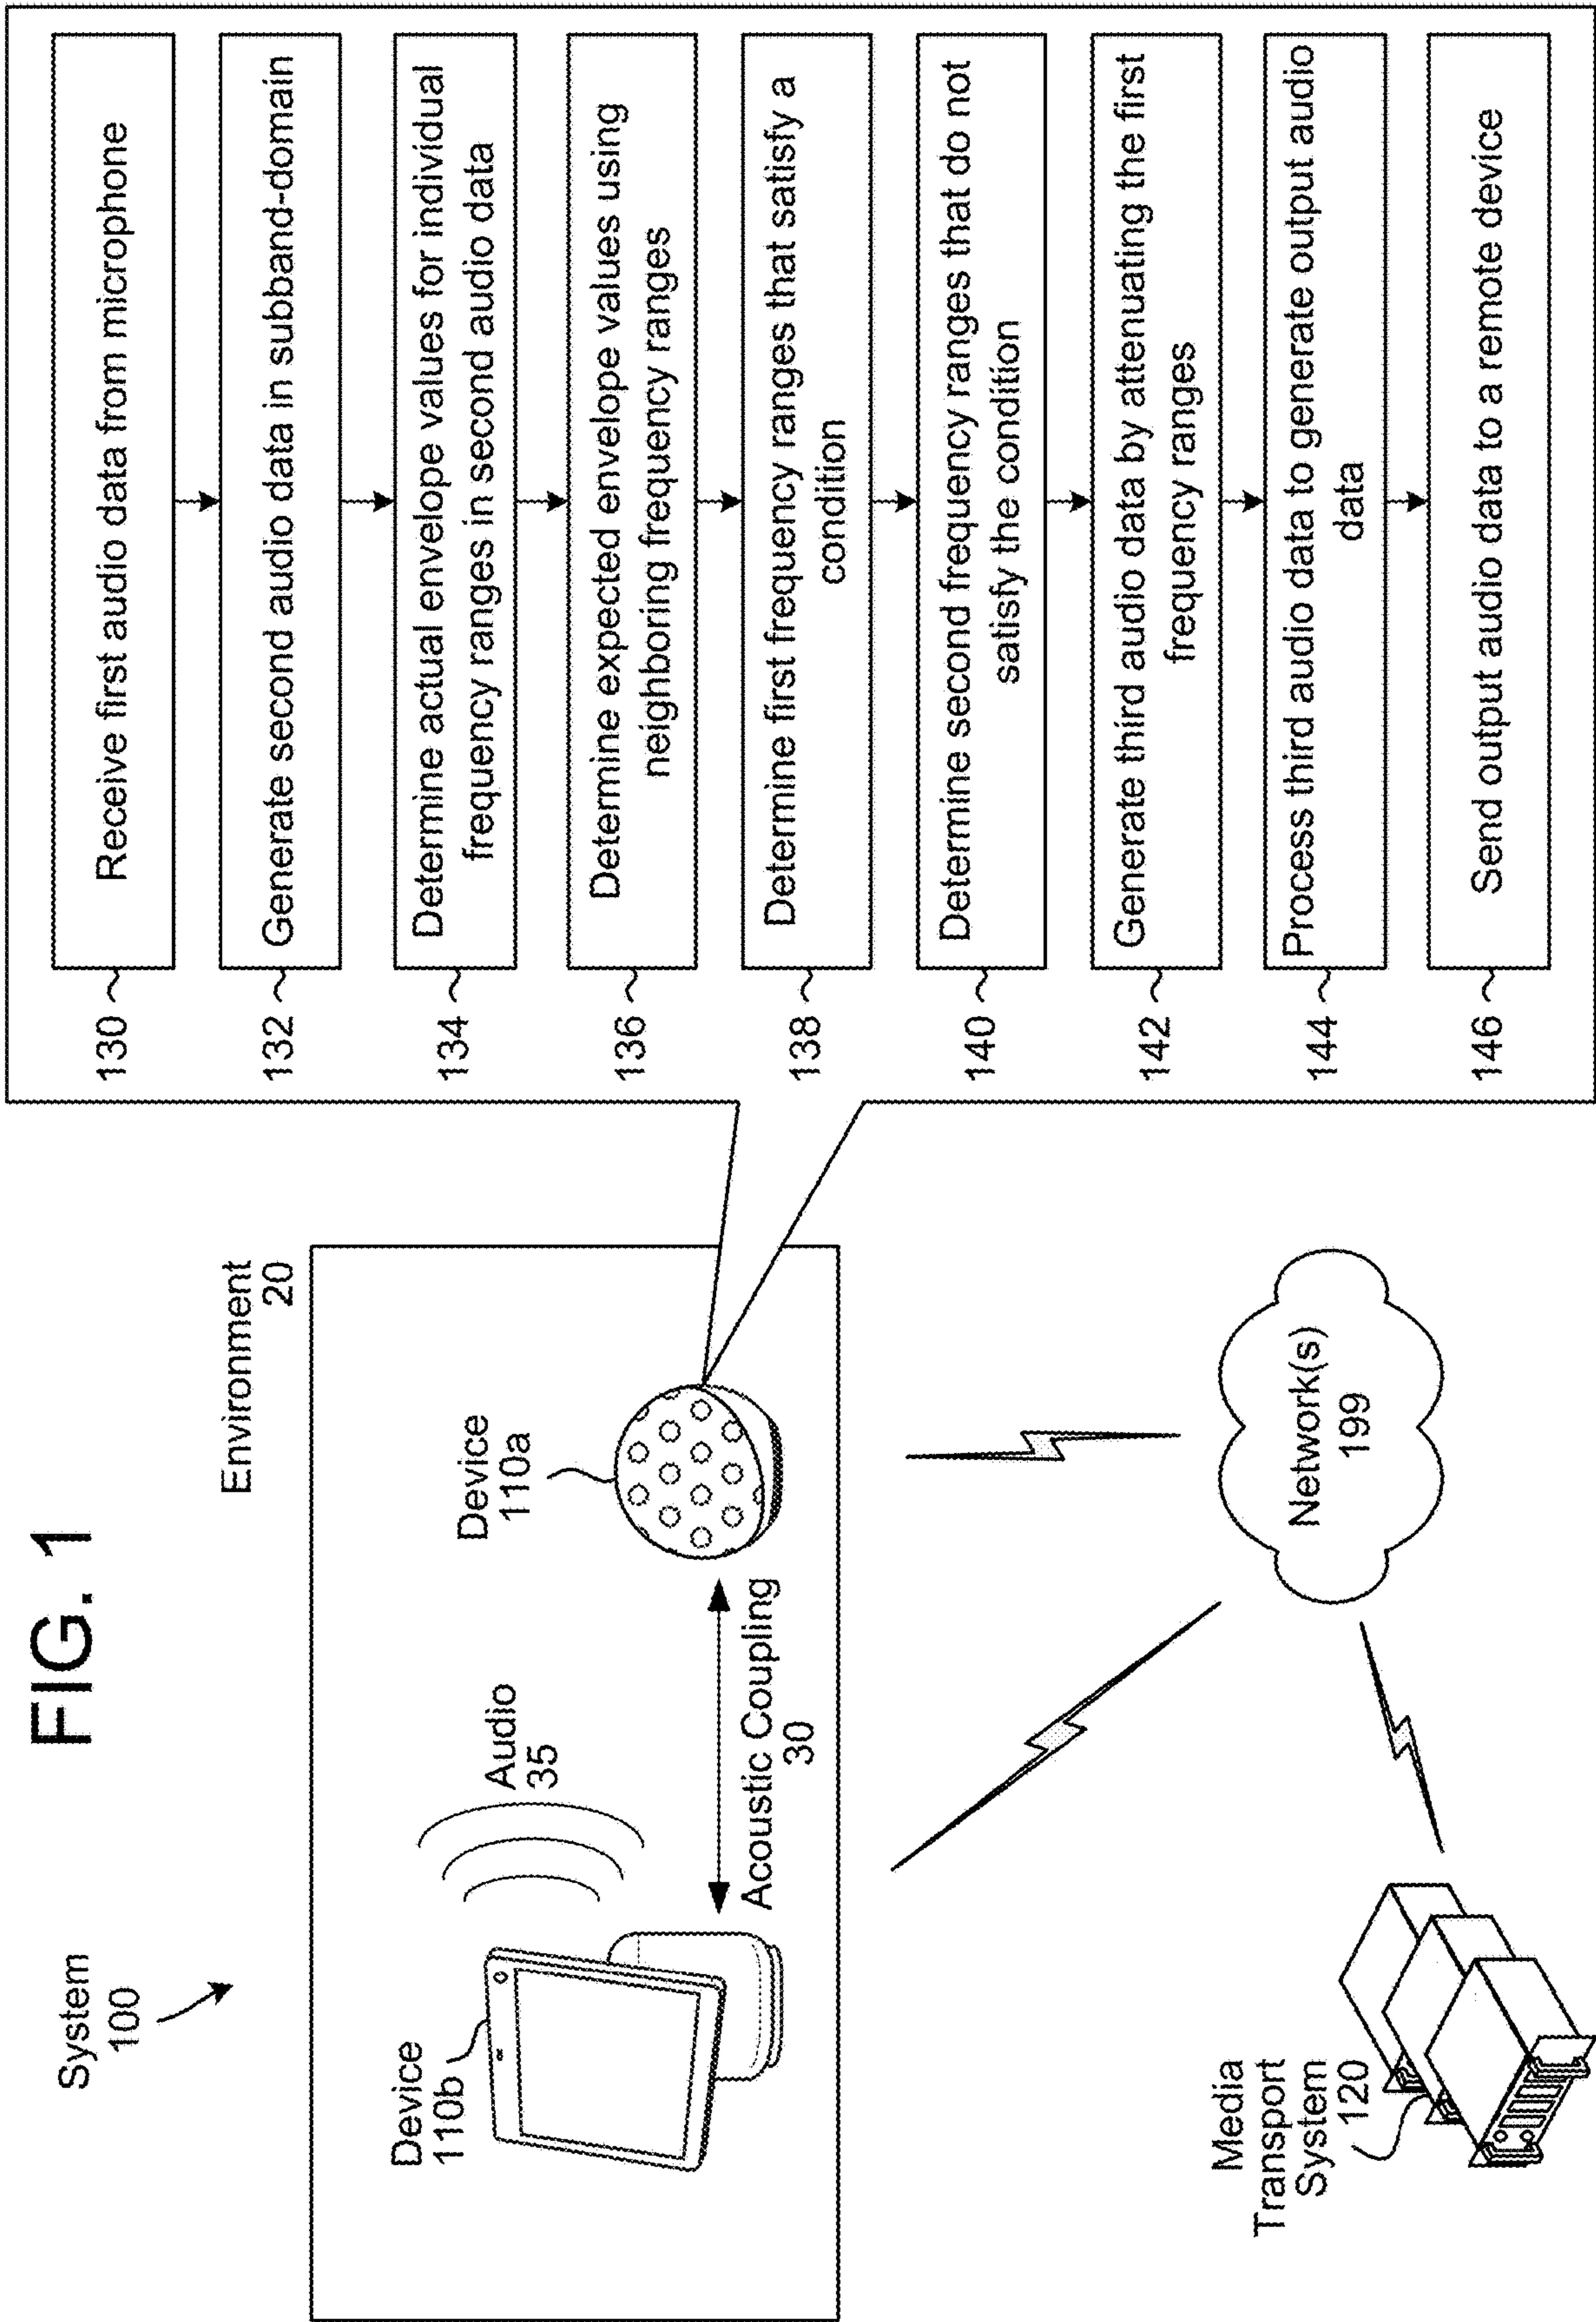 FIG. 1
System
100
Environment
20
Device
110b
Audio
35
Device
110a
Acoustic Coupling
30
Media
Transport
System
120
Network(s)
199
130
Receive first audio data from microphone
132
Generate second audio data in subband-domain
134
Determine actual envelope values for individual
frequency ranges in second audio data
136
Determine expected envelope values using
neighboring frequency ranges
138
Determine first frequency ranges that satisfy a
condition
140
Determine second frequency ranges that do not
satisfy the condition
142
Generate third audio data by attenuating the first
frequency ranges
144
Process third audio data to generate output audio
data
146
Send output audio data to a remote device